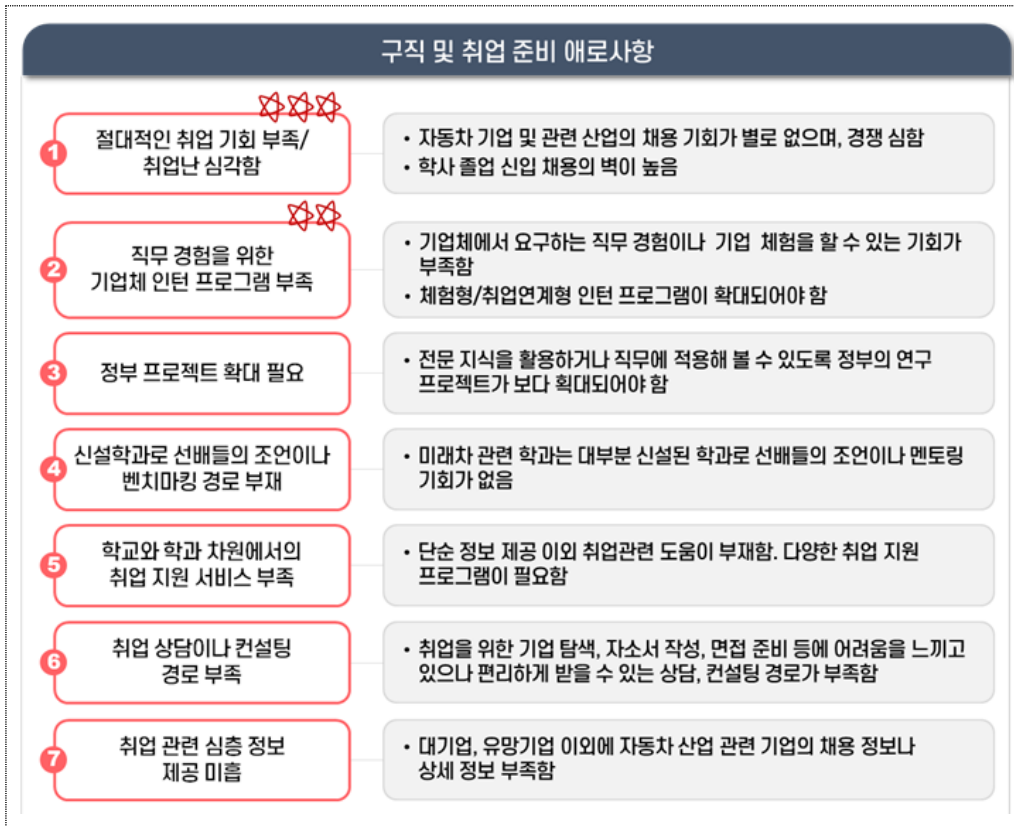 구직 및 취업 준비 애로사항
1
절대적인 취업 기회 부족/
취업난 심각함
• 자동차 기업 및 관련 산업의 채용 기회가 별로 없으며, 경쟁 심함
• 학사 졸업 신입 채용의 벽이 높음
2
직무 경험을 위한
기업체 인턴 프로그램 부족
• 기업체에서 요구하는 직무 경험이나 기업 체험을 할 수 있는 기회가
부족함
• 체험형/취업연계형 인턴 프로그램이 확대되어야 함
3
정부 프로젝트 확대 필요
• 전문 지식을 활용하거나 직무에 적용해 볼 수 있도록 정부의 연구
프로젝트가 보다 획대되어야 함
4
신설학과로 선배들의 조언이나
벤치마킹 경로 부재
• 미래차 관련 학과는 대부분 신설된 학과로 선배들의 조언이나 멘토링
기회가 없음
5
학교와 학과 차원에서의
취업 지원 서비스 부족
• 단순 정보 제공 이외 취업관련 도움이 부재함. 다양한 취업 지원
프로그램이 필요함
6
취업 상담이나 컨설팅
경로 부족
• 취업을 위한 기업 탐색, 자소서 작성, 면접 준비 등에 어려움을 느끼고
있으나 편리하게 받을 수 있는 상담, 컨설팅 경로가 부족함
7
취업 관련 심층 정보
제공 미흡
• 대기업, 유망기업 이외에 자동차 산업 관련 기업의 채용 정보나
상세 정보 부족함